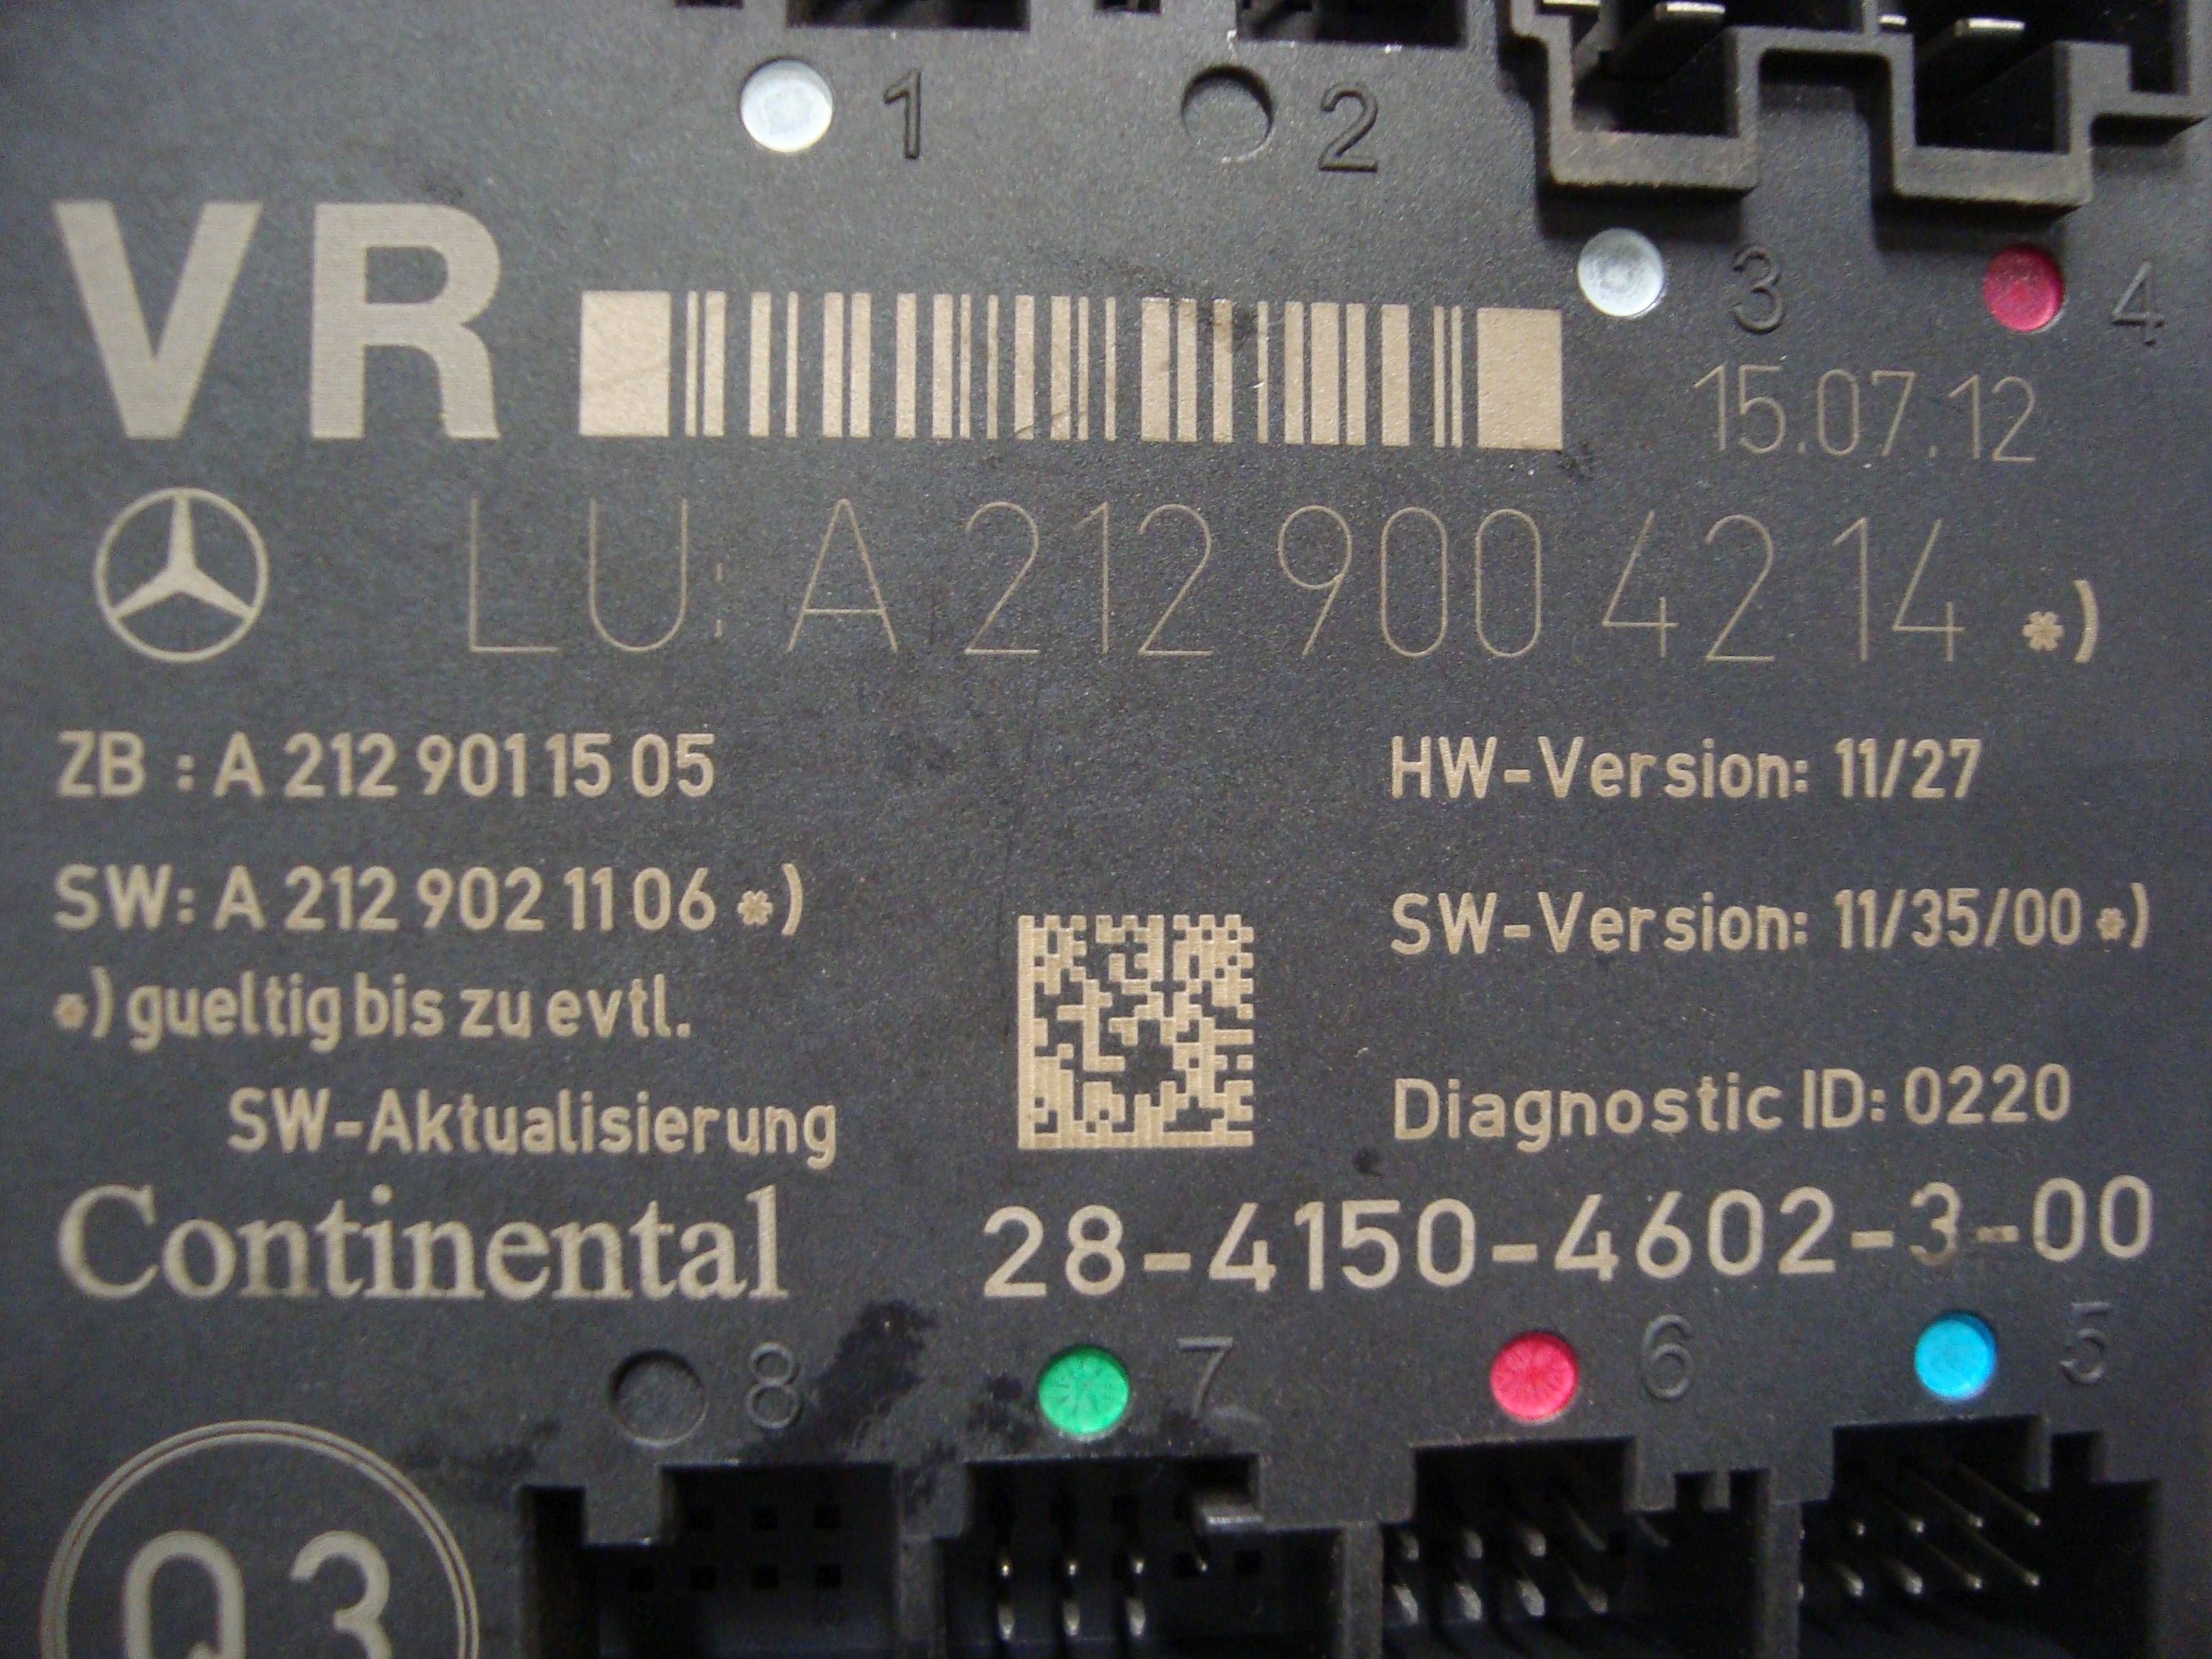 1
2
3
4
VR
15.07.12
LU: A 212 900 42 14 *)
ZB : A 212 901 15 05
HW-Version: 11/27
SW: A 212 902 11 06 *)
SW-Version: 11/35/00 *)
*) gueltig bis zu evtl.
SW-Aktualisierung
Diagnostic ID: 0220
Continental
28-4150-4602-3-00
8
7
6
5
Q3